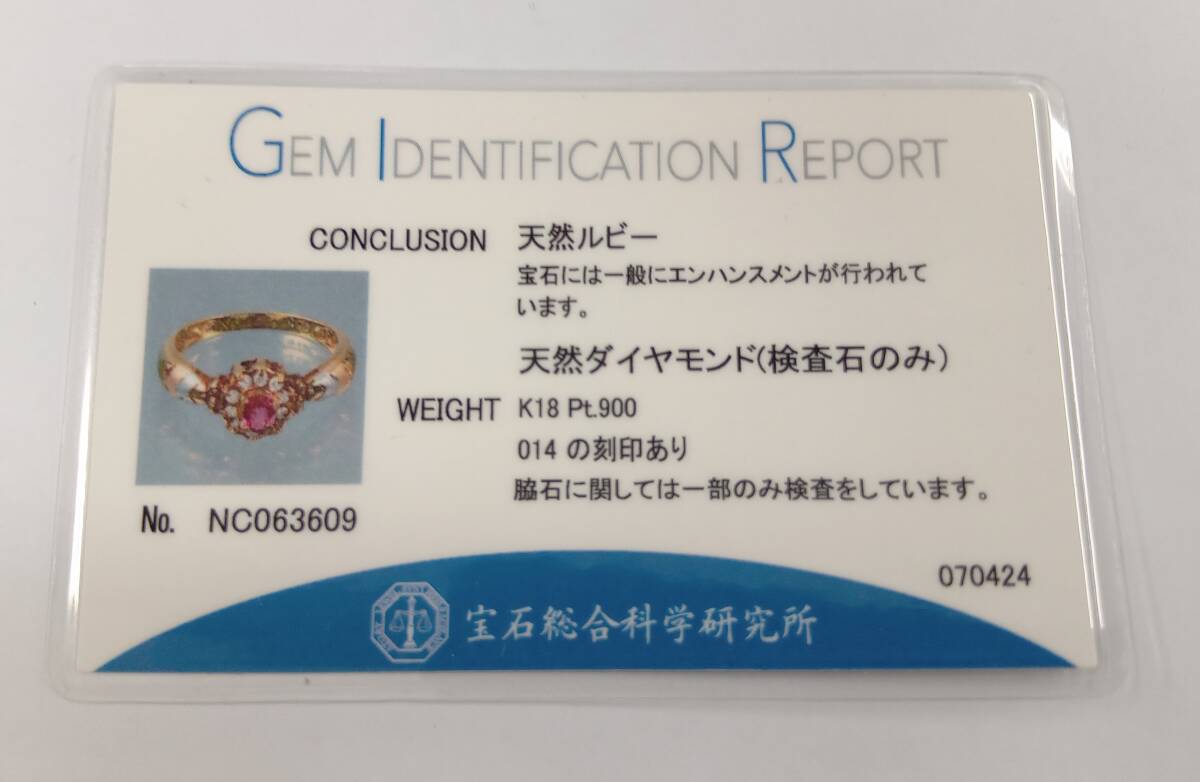 GEM IDENTIFICATION REPORT
CONCLUSION 天然ルビー
宝石には一般にエンハンスメントが行われて
います。
天然ダイヤモンド(検査石のみ)
WEIGHT K18 Pt.900
014 の刻印あり
脇石に関しては一部のみ検査をしています。
No. NC063609
070424
宝石総合科学研究所